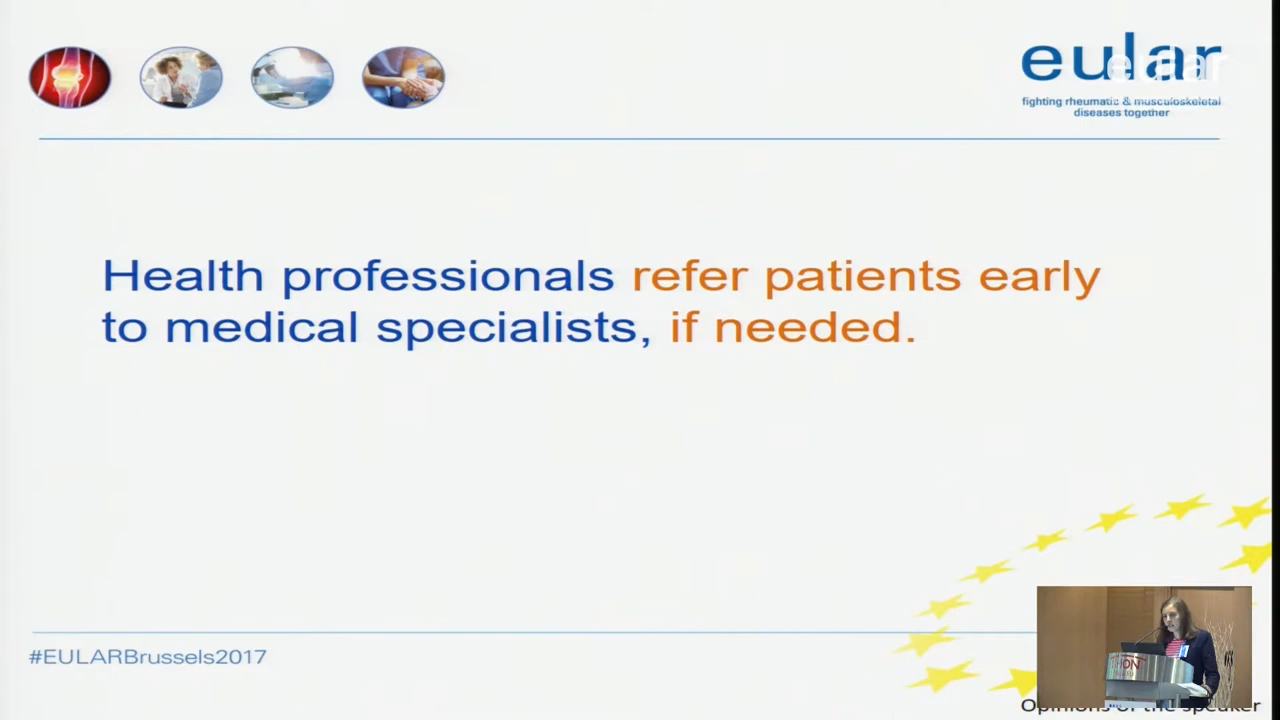 eular
fighting rheumatic & musculoskeletal
diseases together
Health professionals refer patients early
to medical specialists, if needed.
#EULARBrussels2017
Opinions of the speaker